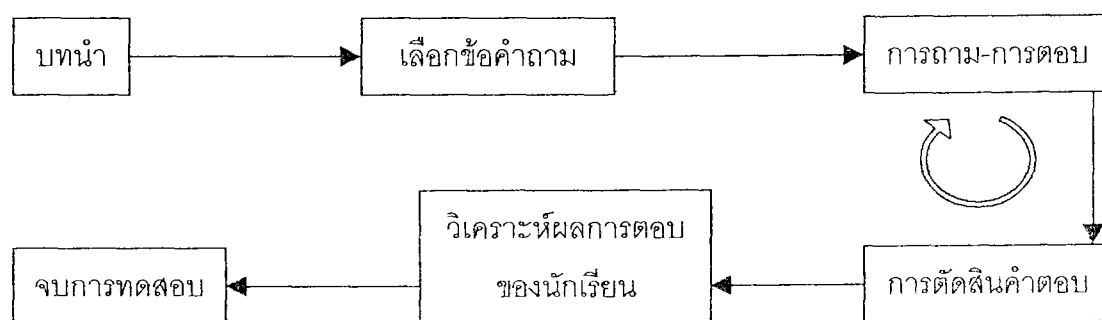 บทนำ
เลือกข้อคำถาม
การถาม-การตอบ
การตัดสินคำตอบ
วิเคราะห์ผลการตอบ
ของนักเรียน
จบการทดสอบ